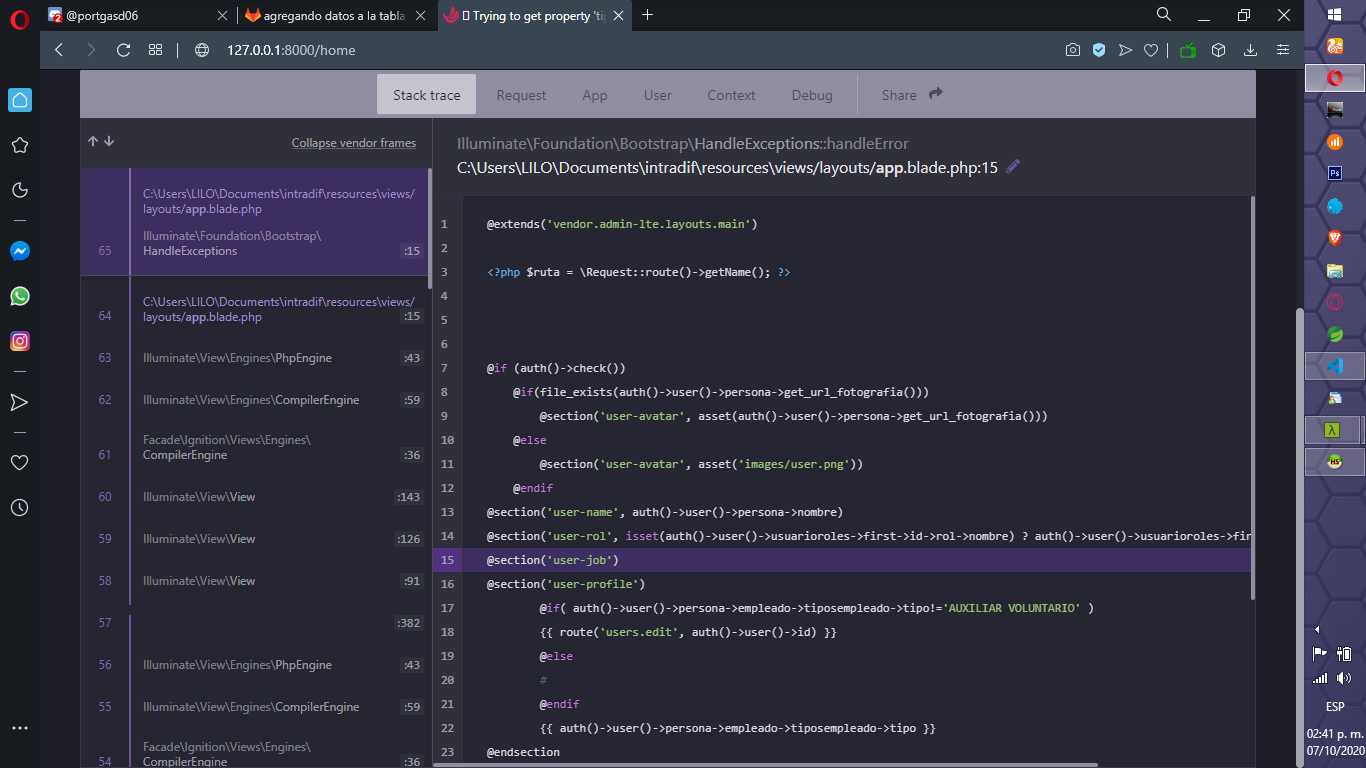 @portgasd06
agregando datos a la tabla
Trying to get property 'ti
127.0.0.1:8000/home
Stack trace
Request
App
User
Context
Debug
Share
Collapse vendor frames
C:\Users\LILO\Documents\intradif\resources\views/
layouts/app.blade.php
Illuminate\Foundation\Bootstrap\
65 HandleExceptions :15
C:\Users\LILO\Documents\intradif\resources\views/
64 layouts/app.blade.php :15
63 Illuminate\View\Engines\PhpEngine :43
62 Illuminate\View\Engines\CompilerEngine :59
Facade\Ignition\Views\Engines\
61 CompilerEngine :36
60 Illuminate\View\View :143
59 Illuminate\View\View :126
58 Illuminate\View\View :91
57 :382
56 Illuminate\View\Engines\PhpEngine :43
55 Illuminate\View\Engines\CompilerEngine :59
Facade\Ignition\Views\Engines\
54 CompilerEngine :36
Illuminate\Foundation\Bootstrap\HandleExceptions::handleError
C:\Users\LILO\Documents\intradif\resources\views/layouts/app.blade.php:15
1 @extends('vendor.admin-lte.layouts.main')
2
3 <?php $ruta = \Request::route()->getName(); ?>
4
5
6
7 @if (auth()->check())
8 @if(file_exists(auth()->user()->persona->get_url_fotografia()))
9 @section('user-avatar', asset(auth()->user()->persona->get_url_fotografia()))
10 @else
11 @section('user-avatar', asset('images/user.png'))
12 @endif
13 @section('user-name', auth()->user()->persona->nombre)
14 @section('user-rol', isset(auth()->user()->usuarioroles->first->id->rol->nombre) ? auth()->user()->usuarioroles->fir
15 @section('user-job')
16 @section('user-profile')
17 @if( auth()->user()->persona->empleado->tiposempleado->tipo!='AUXILIAR VOLUNTARIO' )
18 {{ route('users.edit', auth()->user()->id) }}
19 @else
20 #
21 @endif
22 {{ auth()->user()->persona->empleado->tiposempleado->tipo }}
23 @endsection
Ps
HS
ESP
02:41 p. m.
07/10/2020